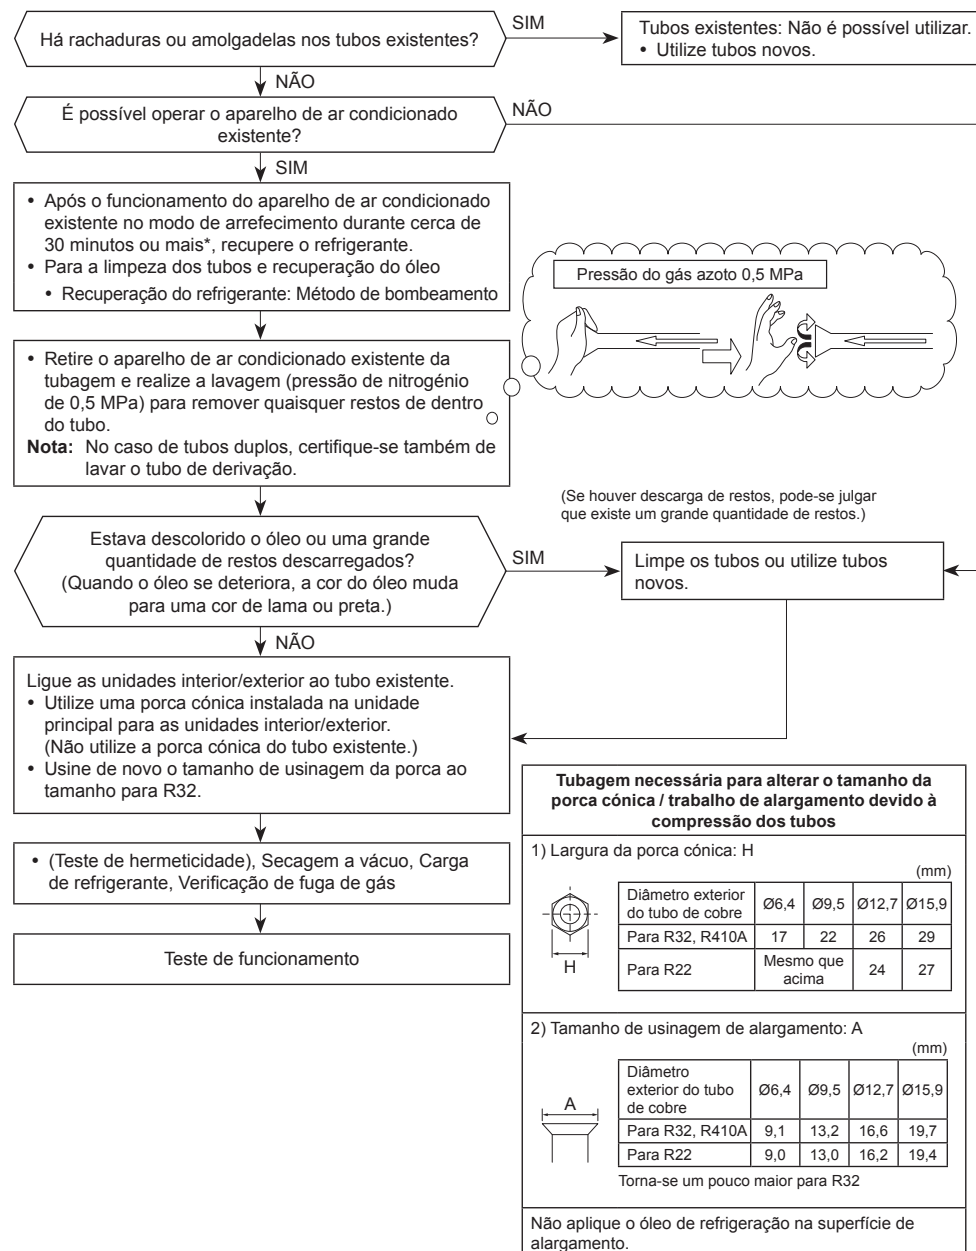 Há rachaduras ou amolgadelas nos tubos existentes?
SIM
Tubos existentes: Não é possível utilizar.
• Utilize tubos novos.
NÃO
É possível operar o aparelho de ar condicionado
existente?
NÃO
SIM
• Após o funcionamento do aparelho de ar condicionado
existente no modo de arrefecimento durante cerca de
30 minutos ou mais*, recupere o refrigerante.
• Para a limpeza dos tubos e recuperação do óleo
• Recuperação do refrigerante: Método de bombeamento
Pressão do gás azoto 0,5 MPa
• Retire o aparelho de ar condicionado existente da
tubagem e realize a lavagem (pressão de nitrogénio
de 0,5 MPa) para remover quaisquer restos de dentro
do tubo.
Nota: No caso de tubos duplos, certifique-se também de
lavar o tubo de derivação.
(Se houver descarga de restos, pode-se julgar
que existe um grande quantidade de restos.)
Estava descolorido o óleo ou uma grande
quantidade de restos descarregados?
(Quando o óleo se deteriora, a cor do óleo muda
para uma cor de lama ou preta.)
SIM
Limpe os tubos ou utilize tubos
novos.
NÃO
Ligue as unidades interior/exterior ao tubo existente.
• Utilize uma porca cónica instalada na unidade
principal para as unidades interior/exterior.
(Não utilize a porca cónica do tubo existente.)
• Usine de novo o tamanho de usinagem da porca ao
tamanho para R32.
• (Teste de hermeticidade), Secagem a vácuo, Carga
de refrigerante, Verificação de fuga de gás
Teste de funcionamento
Tubagem necessária para alterar o tamanho da
porca cónica / trabalho de alargamento devido à
compressão dos tubos
1) Largura da porca cónica: H
(mm)
Diâmetro exterior
do tubo de cobre Ø6,4 Ø9,5 Ø12,7 Ø15,9
Para R32, R410A 17 22 26 29
Para R22 Mesmo que
acima 24 27
H
2) Tamanho de usinagem de alargamento: A
(mm)
Diâmetro
exterior do tubo
de cobre Ø6,4 Ø9,5 Ø12,7 Ø15,9
A
Para R32, R410A 9,1 13,2 16,6 19,7
Para R22 9,0 13,0 16,2 19,4
Torna-se um pouco maior para R32
Não aplique o óleo de refrigeração na superfície de
alargamento.